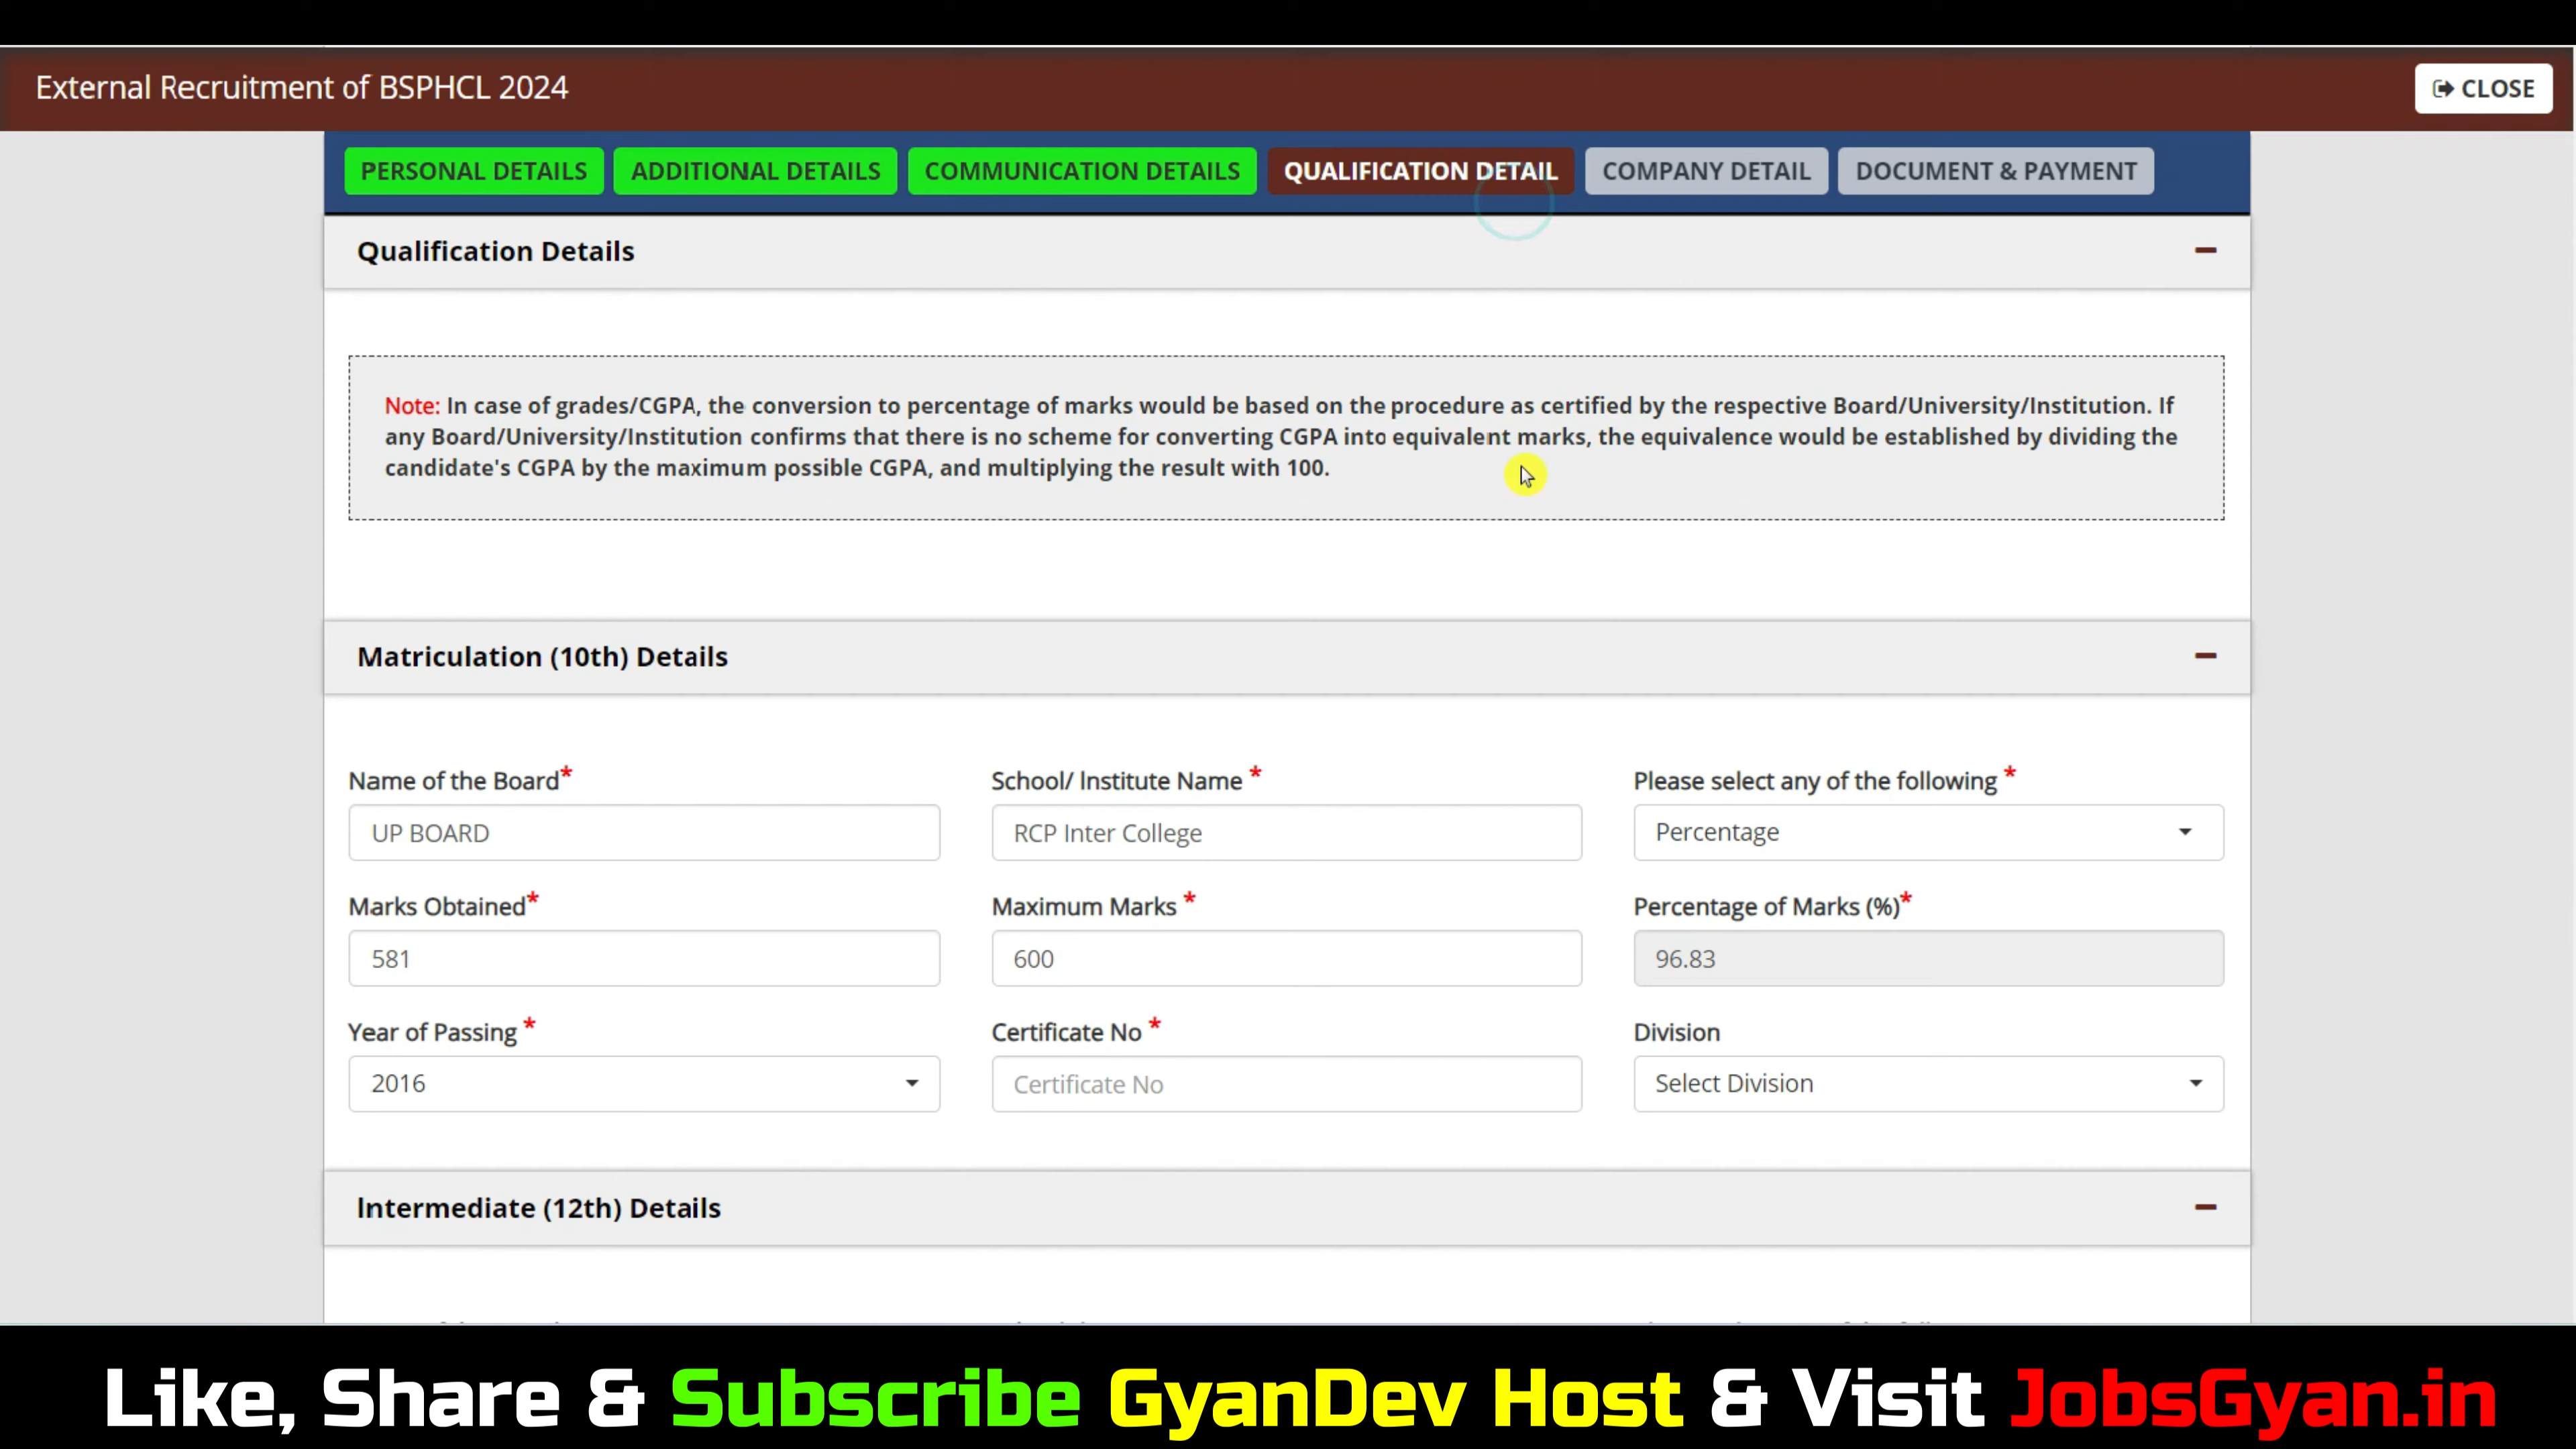 External Recruitment of BSPHCL 2024
CLOSE
PERSONAL DETAILS ADDITIONAL DETAILS COMMUNICATION DETAILS QUALIFICATION DETAIL COMPANY DETAIL DOCUMENT & PAYMENT
Qualification Details
Note: In case of grades/CGPA, the conversion to percentage of marks would be based on the procedure as certified by the respective Board/University/Institution. If
any Board/University/Institution confirms that there is no scheme for converting CGPA into equivalent marks, the equivalence would be established by dividing the
candidate's CGPA by the maximum possible CGPA, and multiplying the result with 100.
Matriculation (10th) Details
Name of the Board* School/ Institute Name * Please select any of the following *
UP BOARD RCP Inter College Percentage
Marks Obtained* Maximum Marks * Percentage of Marks (%)*
581 600 96.83
Year of Passing * Certificate No * Division
2016 Certificate No Select Division
Intermediate (12th) Details
Like, Share & Subscribe GyanDev Host & Visit JobsGyan.in